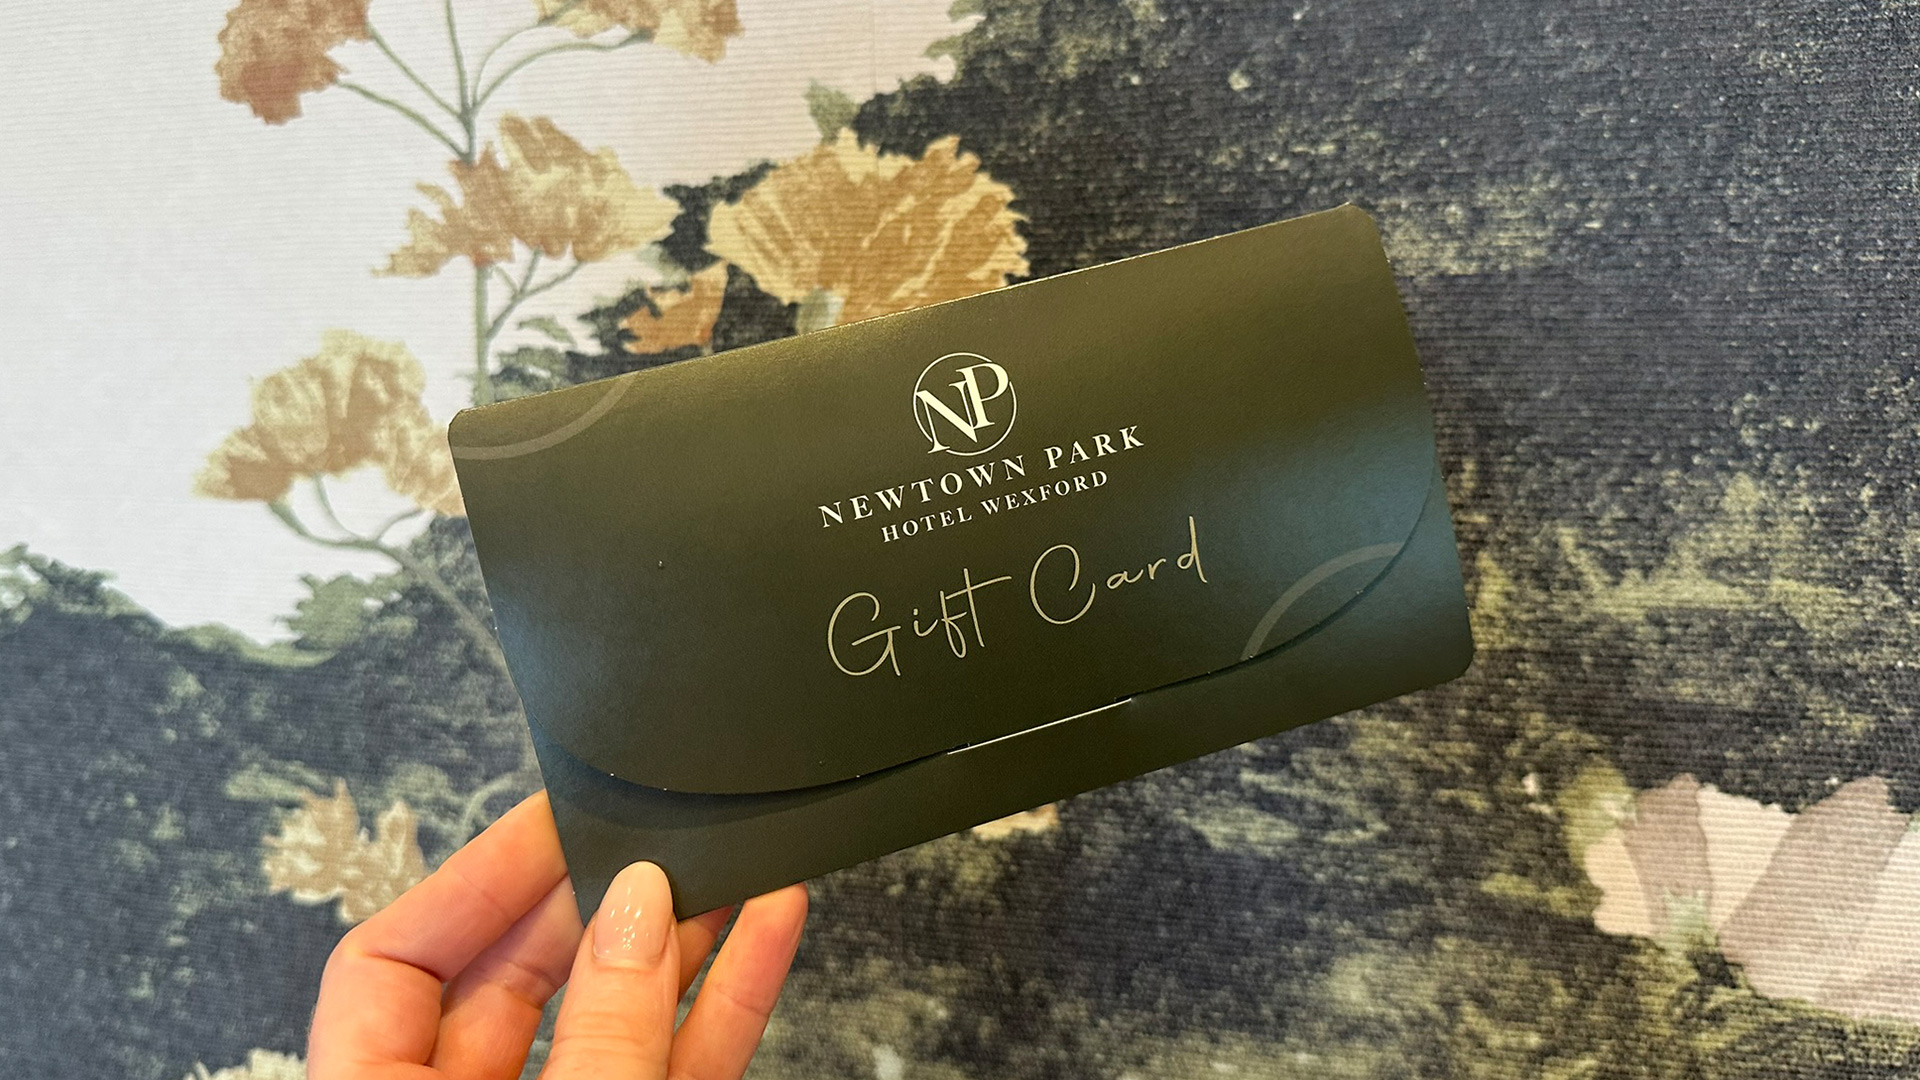 NP
NEWTOWN PARK
HOTEL WEXFORD
Gift Card